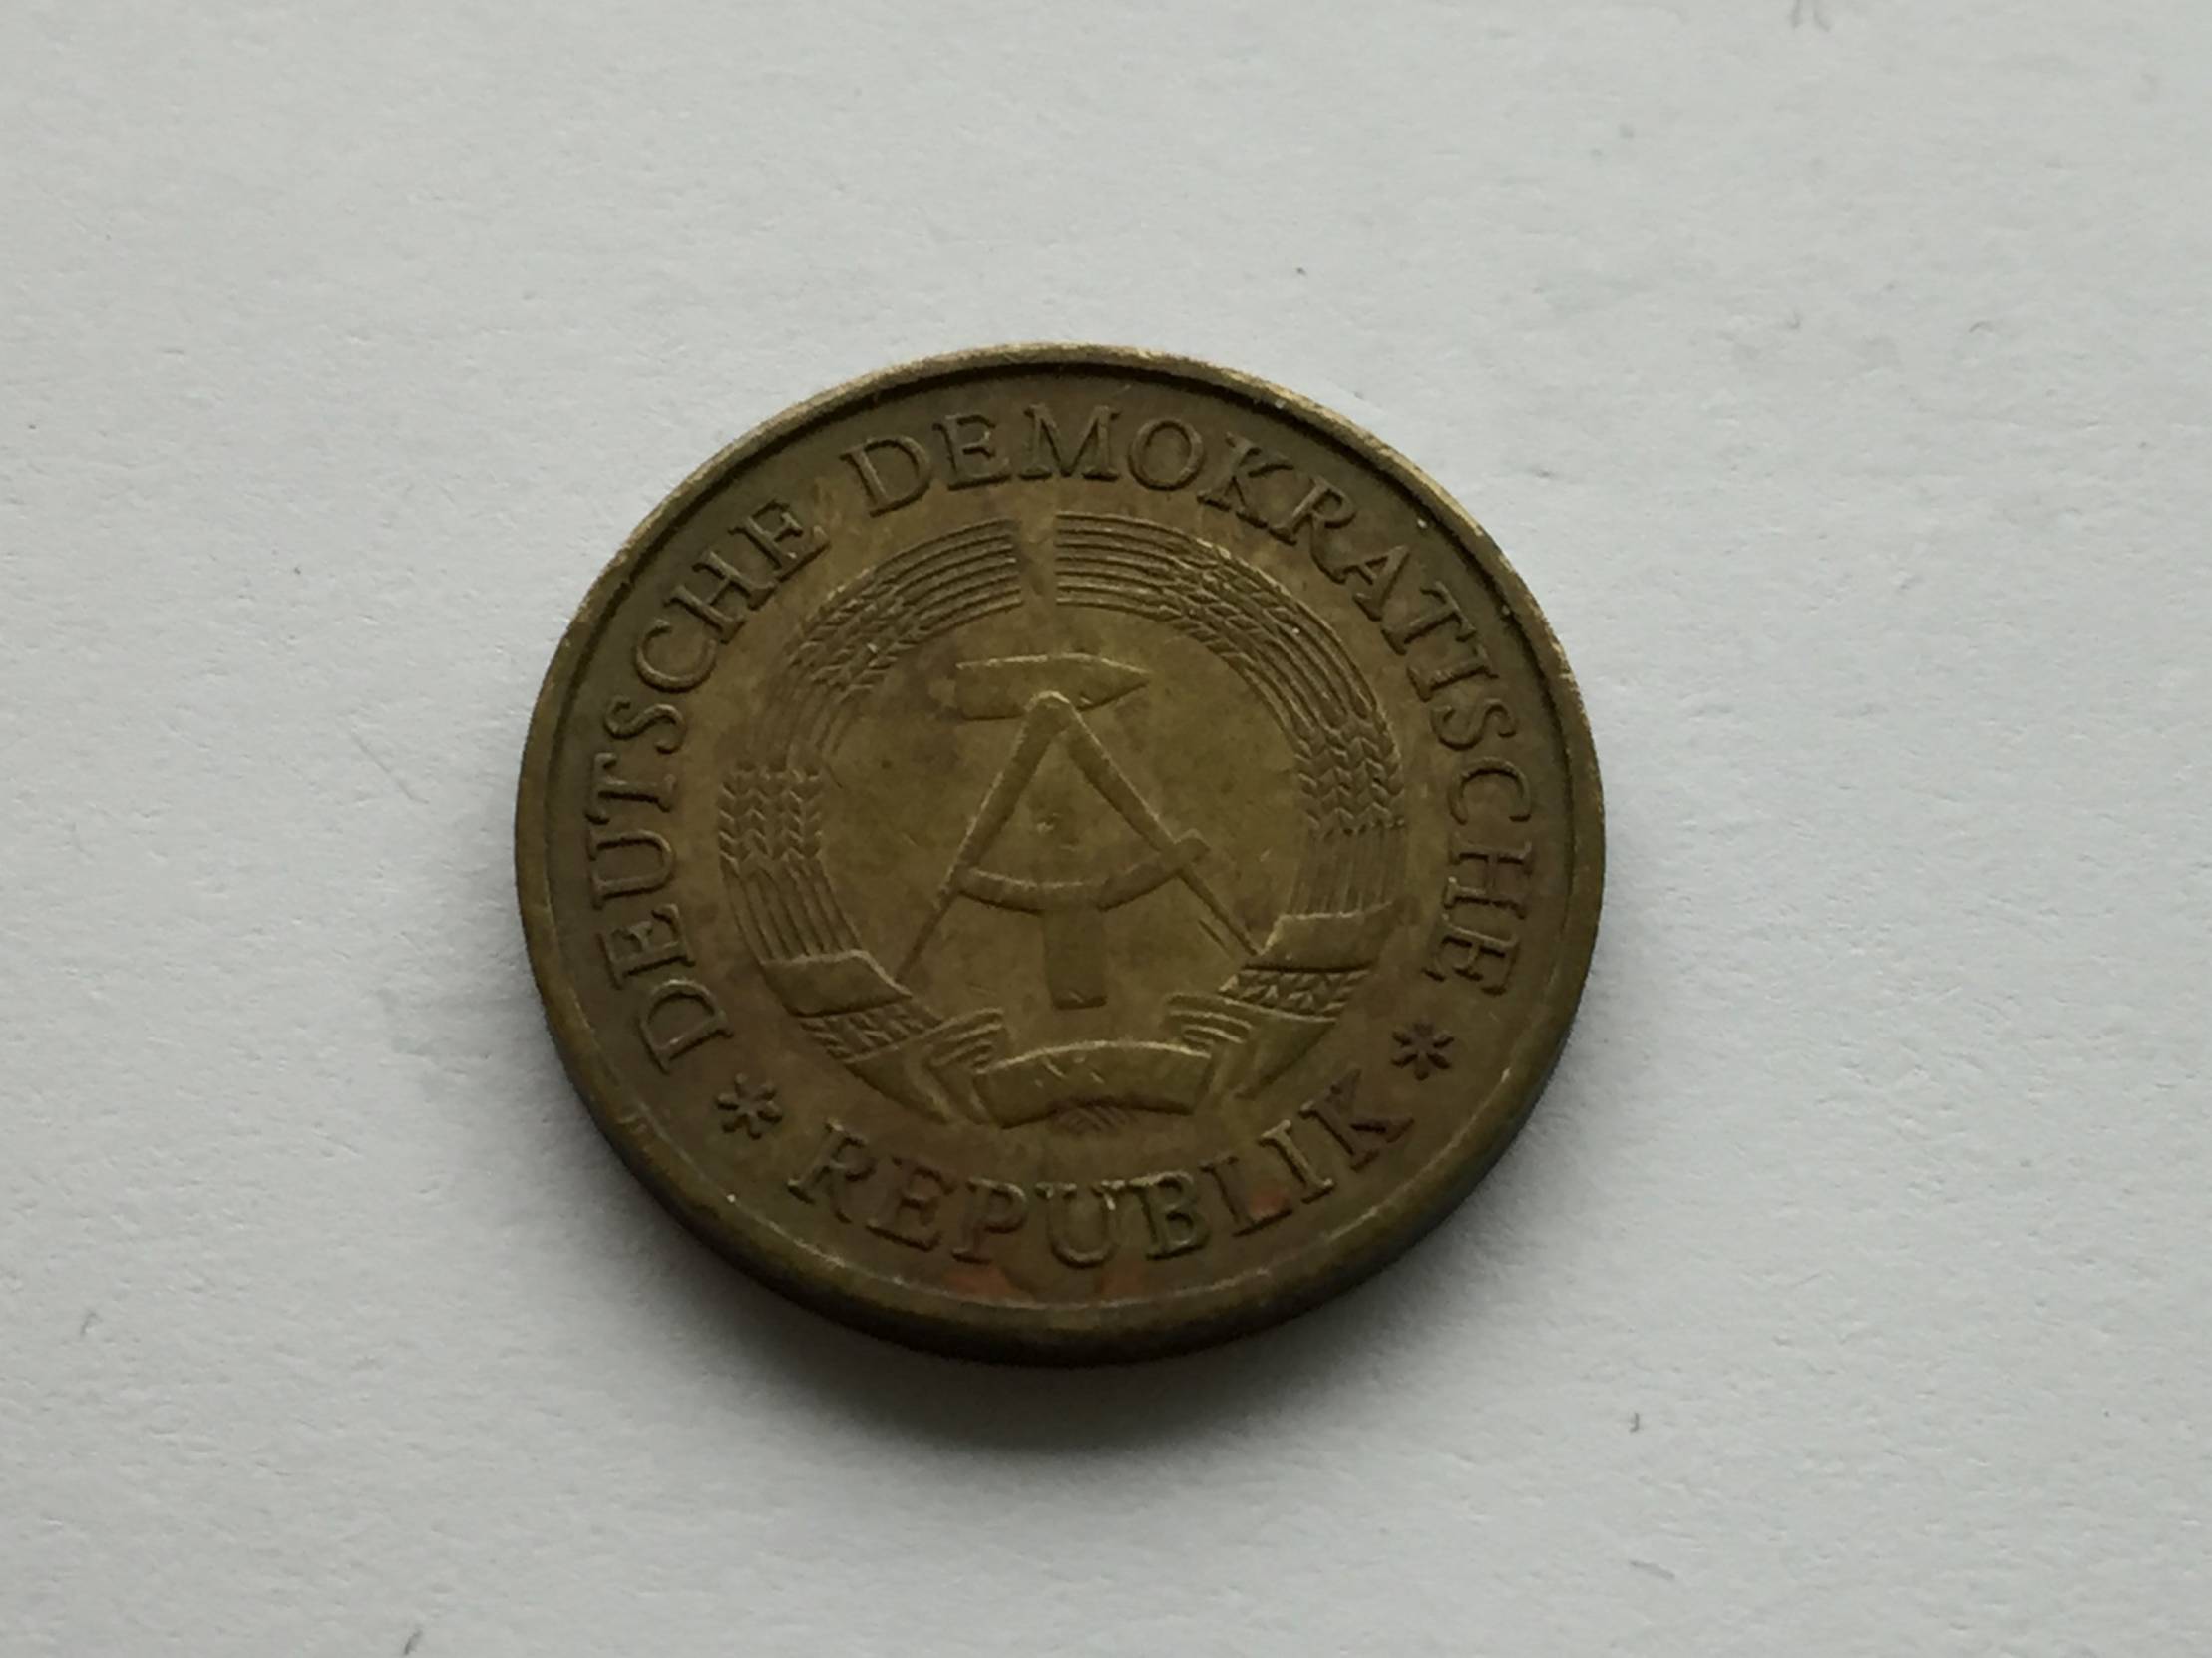 DEUTSCHE DEMOKRATISCHE
* REPUBLIK *